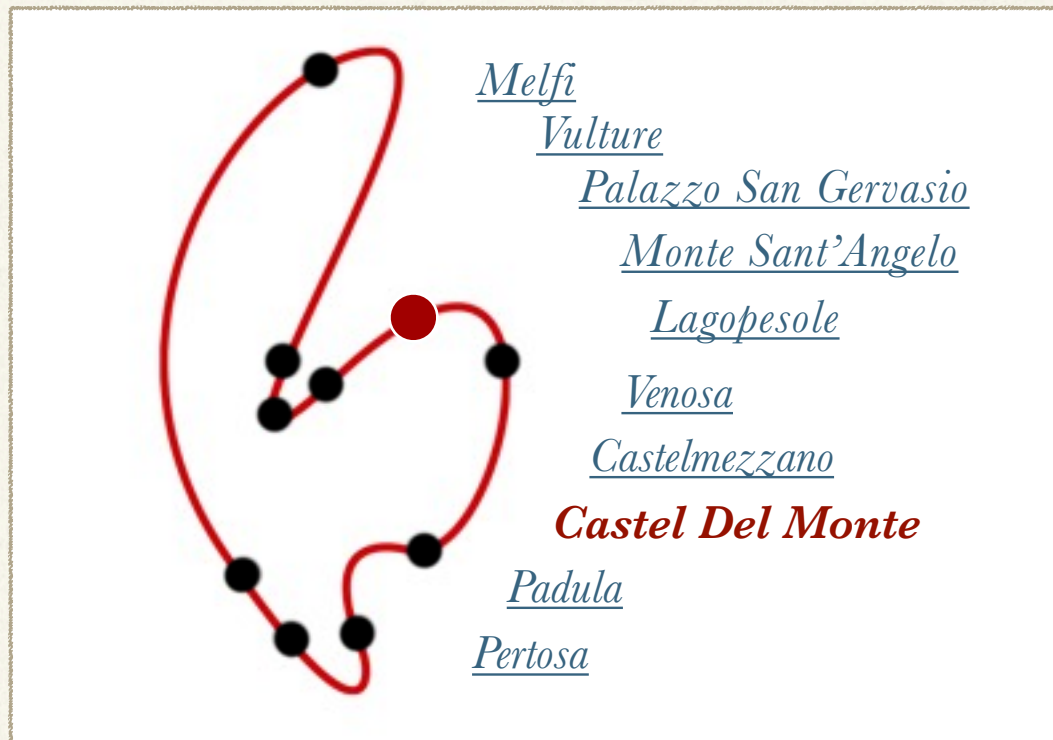 Melfi
Vulture
Palazzo San Gervasio
Monte Sant’Angelo
Lagopesole
Venosa
Castelmezzano
Castel Del Monte
Padula
Pertosa